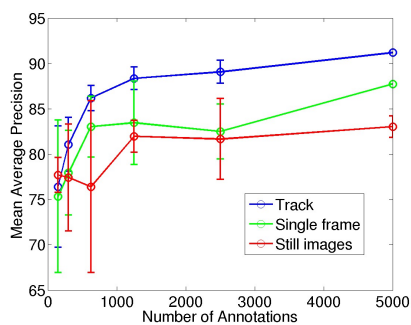 95
90
85
80
75
70
65
Mean Average Precision
0 1000 2000 3000 4000 5000
Number of Annotations
Track
Single frame
Still images